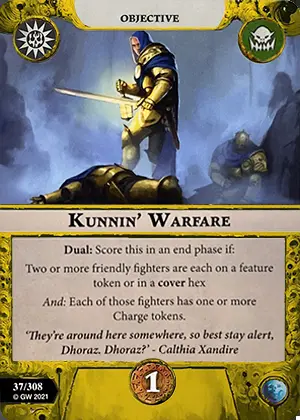 OBJECTIVE
KUNNIN' WARFARE
Dual: Score this in an end phase if:
Two or more friendly fighters are each on a feature
token or in a cover hex
And: Each of those fighters has one or more
Charge tokens.
'They're around here somewhere, so best stay alert,
Dhoraz. Dhoraz?' - Calthia Xandire
37/308
© GW 2021
1